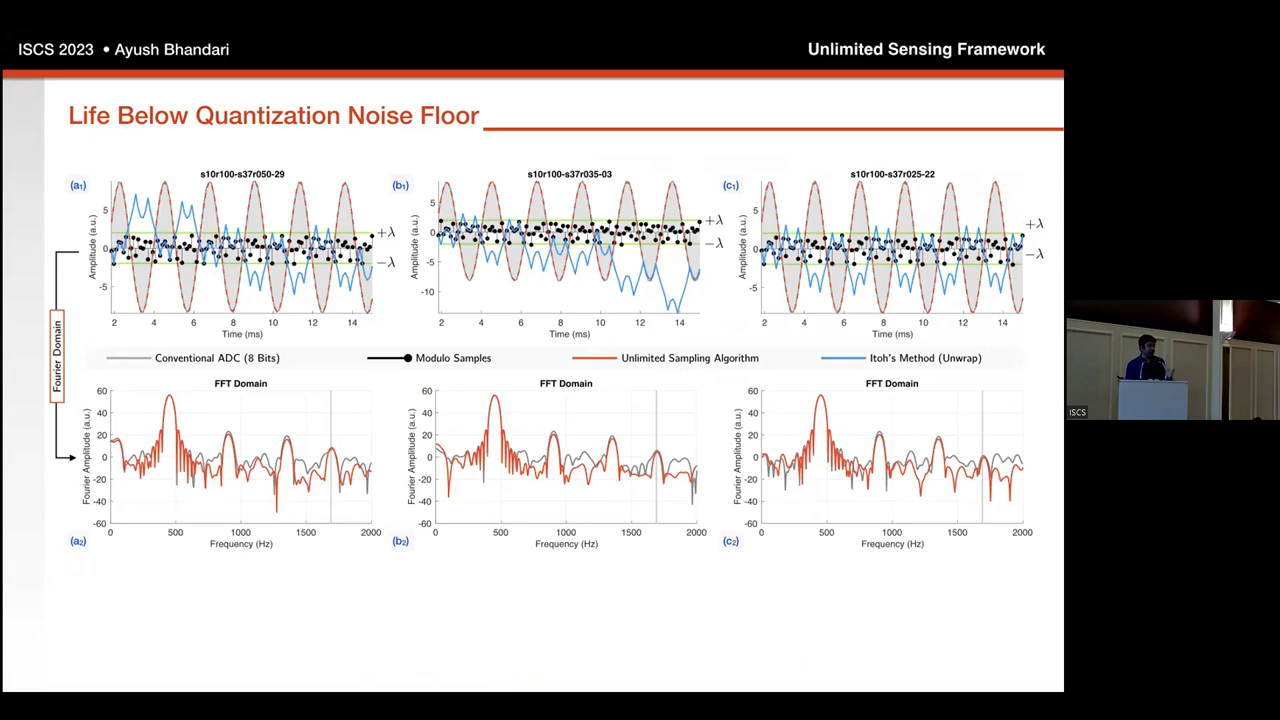 ISCS 2023 • Ayush Bhandari
Unlimited Sensing Framework
Life Below Quantization Noise Floor
(a₁)
s10r100-s37r050-29
Amplitude (a.u.)
5
0
-5
+λ
−λ
2 4 6 8 10 12 14
Time (ms)
(b₁)
s10r100-s37r035-03
Amplitude (a.u.)
5
0
-5
-10
+λ
−λ
2 4 6 8 10 12 14
Time (ms)
(c₁)
s10r100-s37r025-22
Amplitude (a.u.)
5
0
-5
+λ
−λ
2 4 6 8 10 12 14
Time (ms)
Fourier Domain
Conventional ADC (8 Bits)
Modulo Samples
Unlimited Sampling Algorithm
Itoh's Method (Unwrap)
FFT Domain
Fourier Amplitude (a.u.)
60
40
20
0
-20
-40
-60
0 500 1000 1500 2000
Frequency (Hz)
(a₂)
FFT Domain
Fourier Amplitude (a.u.)
60
40
20
0
-20
-40
-60
0 500 1000 1500 2000
Frequency (Hz)
(b₂)
FFT Domain
Fourier Amplitude (a.u.)
60
40
20
0
-20
-40
-60
0 500 1000 1500 2000
Frequency (Hz)
(c₂)
ISCS